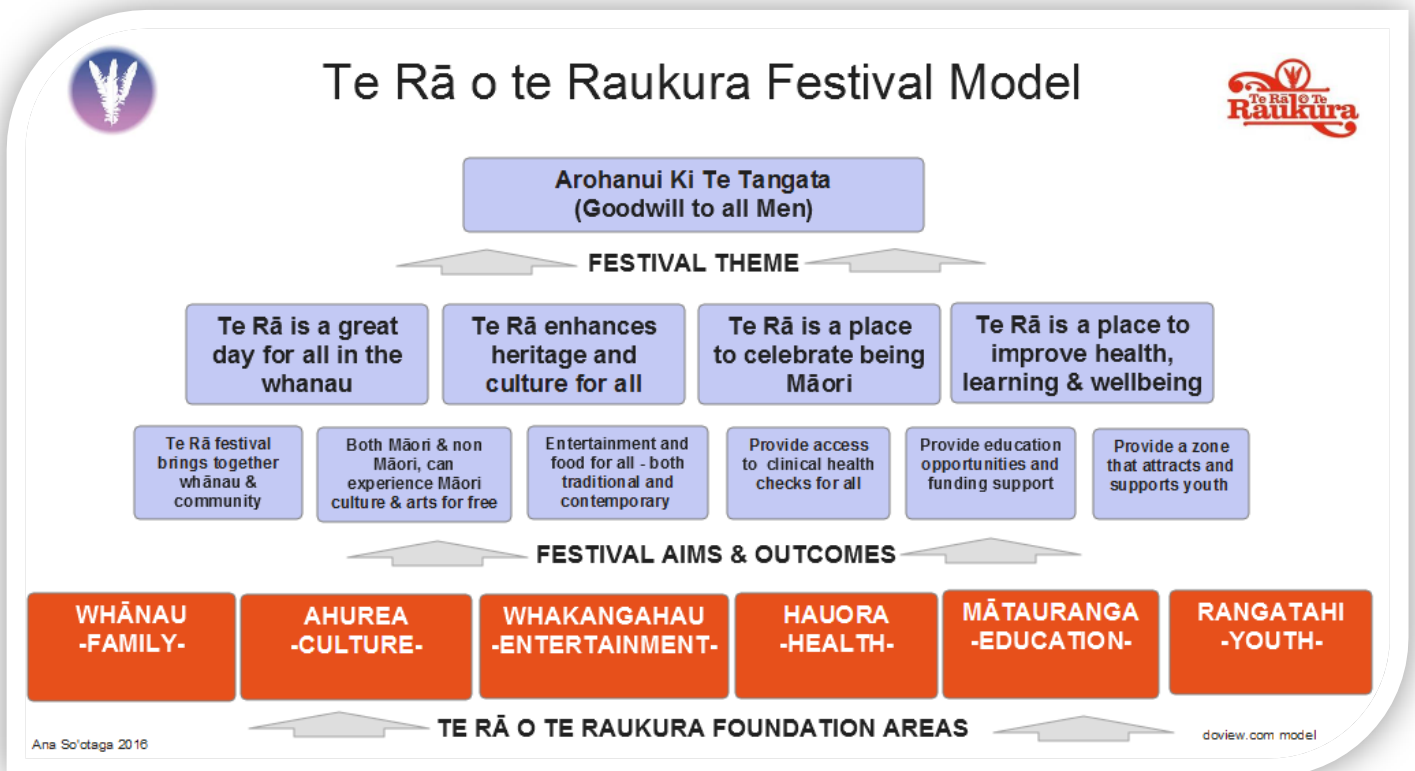 Te Rā o te Raukura Festival Model
Te Rā o Te
Raukura
Arohanui Ki Te Tangata
(Goodwill to all Men)
FESTIVAL THEME
Te Rā is a great
day for all in the
whanau
Te Rā enhances
heritage and
culture for all
Te Rā is a place
to celebrate being
Māori
Te Rā is a place to
improve health,
learning & wellbeing
Te Rā festival
brings together
whānau &
community
Both Māori & non
Māori, can
experience Māori
culture & arts for free
Entertainment and
food for all - both
traditional and
contemporary
Provide access
to clinical health
checks for all
Provide education
opportunities and
funding support
Provide a zone
that attracts and
supports youth
FESTIVAL AIMS & OUTCOMES
WHĀNAU
-FAMILY-
AHUREA
-CULTURE-
WHAKANGAHAU
-ENTERTAINMENT-
HAUORA
-HEALTH-
MĀTAURANGA
-EDUCATION-
RANGATAHI
-YOUTH-
TE RĀ O TE RAUKURA FOUNDATION AREAS
Ana So'otaga 2016
doview.com model